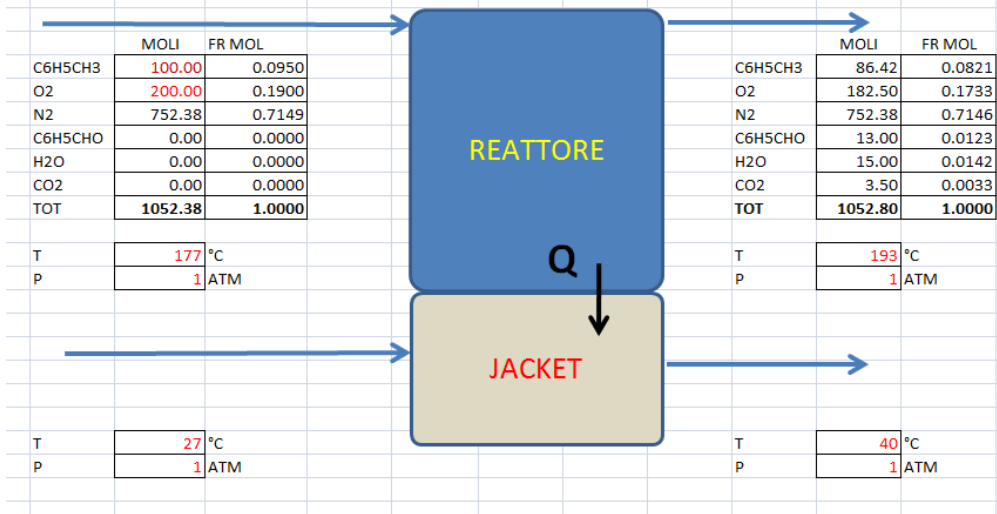 MOLI FR MOL
C6H5CH3 100.00 0.0950
O2 200.00 0.1900
N2 752.38 0.7149
C6H5CHO 0.00 0.0000
H2O 0.00 0.0000
CO2 0.00 0.0000
TOT 1052.38 1.0000
T 177 °C
P 1 ATM
REATTORE
Q
MOLI FR MOL
C6H5CH3 86.42 0.0821
O2 182.50 0.1733
N2 752.38 0.7146
C6H5CHO 13.00 0.0123
H2O 15.00 0.0142
CO2 3.50 0.0033
TOT 1052.80 1.0000
T 193 °C
P 1 ATM
JACKET
T 27 °C
P 1 ATM
T 40 °C
P 1 ATM